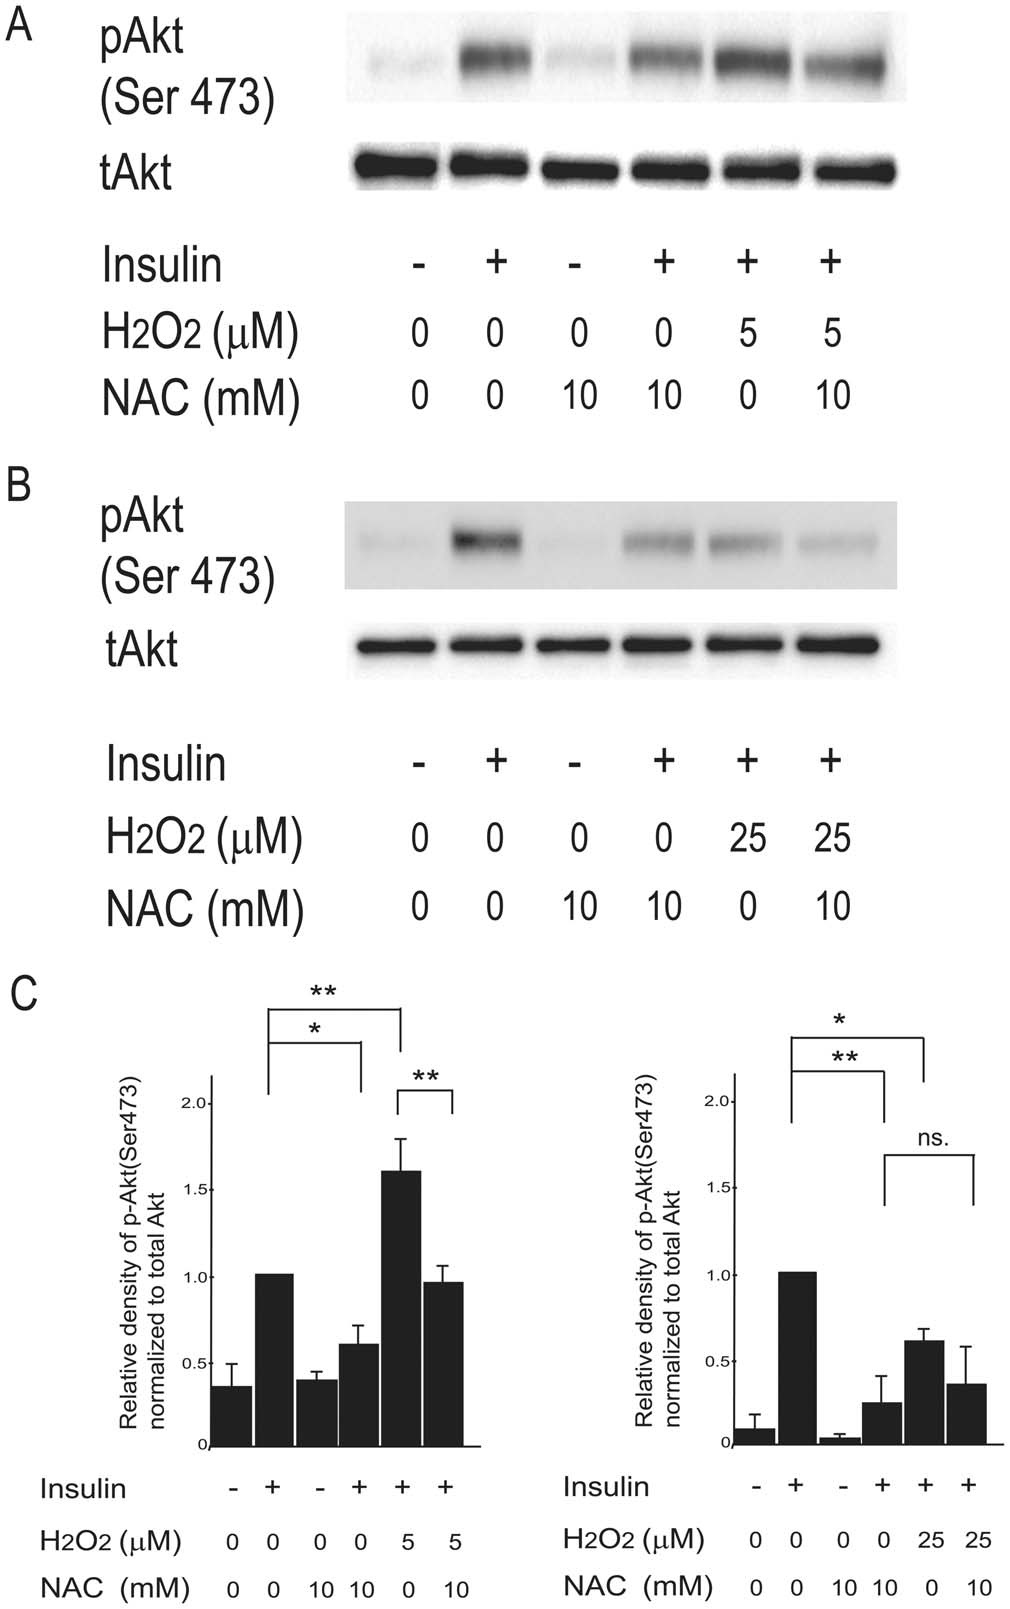 A
pAkt
(Ser 473)
tAkt
Insulin - + - + + +
H2O2 (μM) 0 0 0 0 5 5
NAC (mM) 0 0 10 10 0 10
B
pAkt
(Ser 473)
tAkt
Insulin - + - + + +
H2O2 (μM) 0 0 0 0 25 25
NAC (mM) 0 0 10 10 0 10
C
**
*
**
Relative density of p-Akt(Ser473)
normalized to total Akt
2.0
1.5
1.0
0.5
0
Insulin - + - + + +
H2O2 (μM) 0 0 0 0 5 5
NAC (mM) 0 0 10 10 0 10
*
**
ns.
Relative density of p-Akt(Ser473)
normalized to total Akt
2.0
1.5
1.0
0.5
0
Insulin - + - + + +
H2O2 (μM) 0 0 0 0 25 25
NAC (mM) 0 0 10 10 0 10